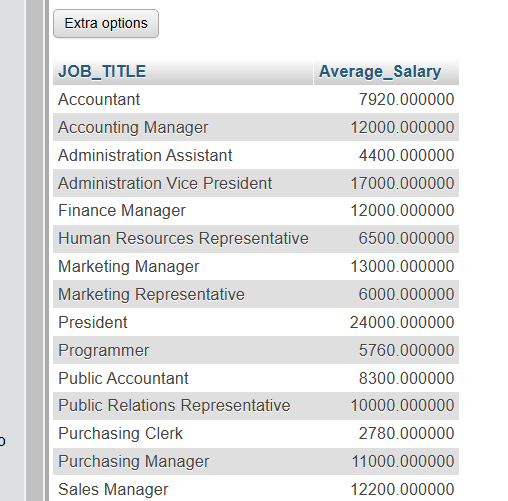 Extra options
JOB_TITLE Average_Salary
Accountant 7920.000000
Accounting Manager 12000.000000
Administration Assistant 4400.000000
Administration Vice President 17000.000000
Finance Manager 12000.000000
Human Resources Representative 6500.000000
Marketing Manager 13000.000000
Marketing Representative 6000.000000
President 24000.000000
Programmer 5760.000000
Public Accountant 8300.000000
Public Relations Representative 10000.000000
Purchasing Clerk 2780.000000
Purchasing Manager 11000.000000
Sales Manager 12200.000000